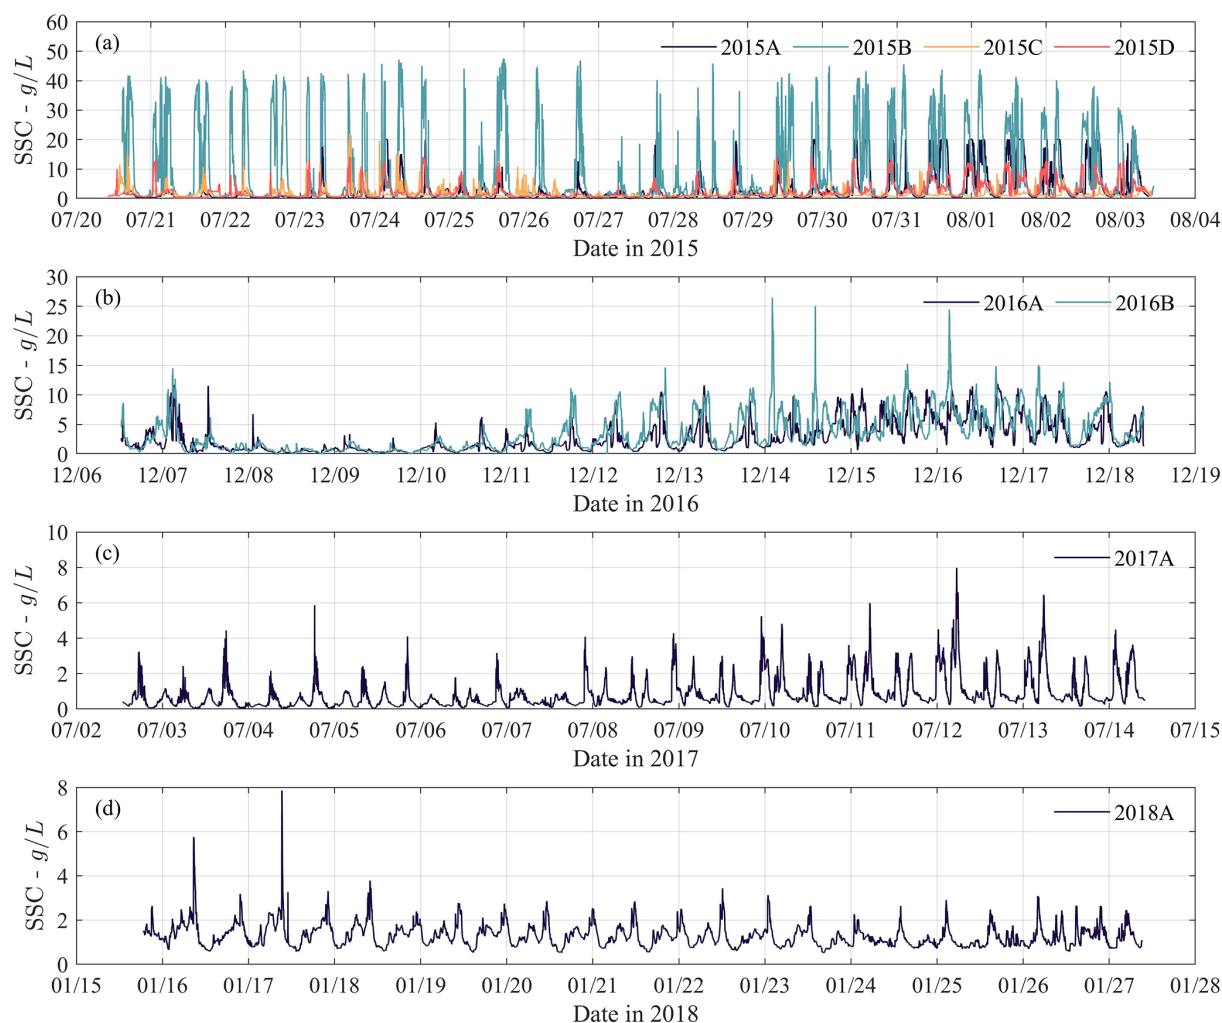 (a)
2015A 2015B 2015C 2015D
SSC - g/L
60
50
40
30
20
10
0
07/20 07/21 07/22 07/23 07/24 07/25 07/26 07/27 07/28 07/29 07/30 07/31 08/01 08/02 08/03 08/04
Date in 2015
(b)
2016A 2016B
SSC - g/L
30
25
20
15
10
5
0
12/06 12/07 12/08 12/09 12/10 12/11 12/12 12/13 12/14 12/15 12/16 12/17 12/18 12/19
Date in 2016
(c)
2017A
SSC - g/L
10
8
6
4
2
0
07/02 07/03 07/04 07/05 07/06 07/07 07/08 07/09 07/10 07/11 07/12 07/13 07/14 07/15
Date in 2017
(d)
2018A
SSC - g/L
8
6
4
2
0
01/15 01/16 01/17 01/18 01/19 01/20 01/21 01/22 01/23 01/24 01/25 01/26 01/27 01/28
Date in 2018